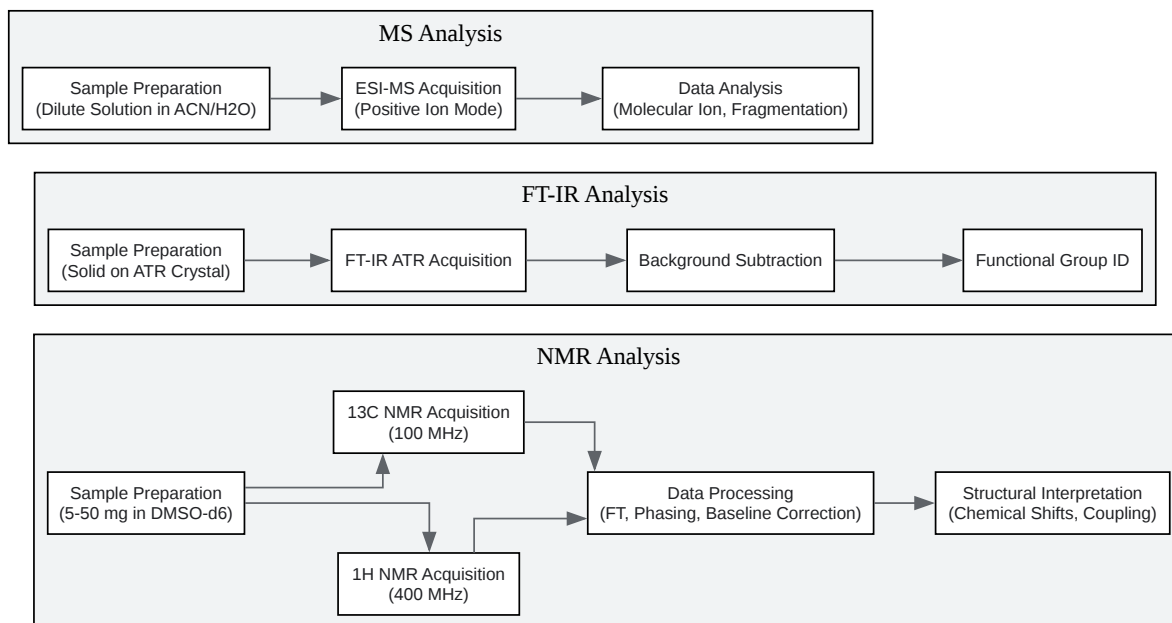 MS Analysis
Sample Preparation
(Dilute Solution in ACN/H2O)
ESI-MS Acquisition
(Positive Ion Mode)
Data Analysis
(Molecular Ion, Fragmentation)
FT-IR Analysis
Sample Preparation
(Solid on ATR Crystal)
FT-IR ATR Acquisition
Background Subtraction
Functional Group ID
NMR Analysis
13C NMR Acquisition
(100 MHz)
Sample Preparation
(5-50 mg in DMSO-d6)
Data Processing
(FT, Phasing, Baseline Correction)
Structural Interpretation
(Chemical Shifts, Coupling)
1H NMR Acquisition
(400 MHz)